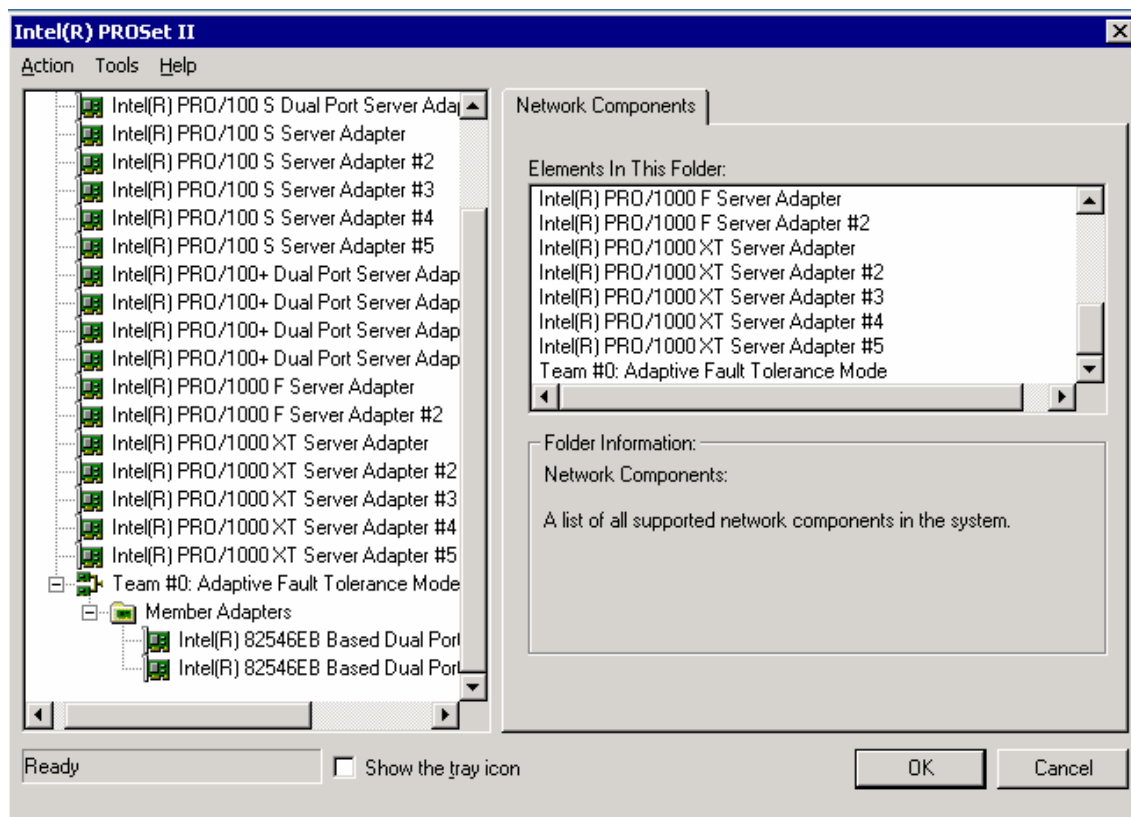 Intel(R) PROSet II
Action Tools Help
Intel(R) PRO/100 S Dual Port Server Adap
Intel(R) PRO/100 S Server Adapter
Intel(R) PRO/100 S Server Adapter #2
Intel(R) PRO/100 S Server Adapter #3
Intel(R) PRO/100 S Server Adapter #4
Intel(R) PRO/100 S Server Adapter #5
Intel(R) PRO/100+ Dual Port Server Adap
Intel(R) PRO/100+ Dual Port Server Adap
Intel(R) PRO/100+ Dual Port Server Adap
Intel(R) PRO/100+ Dual Port Server Adap
Intel(R) PRO/1000 F Server Adapter
Intel(R) PRO/1000 F Server Adapter #2
Intel(R) PRO/1000 XT Server Adapter
Intel(R) PRO/1000 XT Server Adapter #2
Intel(R) PRO/1000 XT Server Adapter #3
Intel(R) PRO/1000 XT Server Adapter #4
Intel(R) PRO/1000 XT Server Adapter #5
Team #0: Adaptive Fault Tolerance Mode
Member Adapters
Intel(R) 82546EB Based Dual Port
Intel(R) 82546EB Based Dual Port
Network Components
Elements In This Folder:
Intel(R) PRO/1000 F Server Adapter
Intel(R) PRO/1000 F Server Adapter #2
Intel(R) PRO/1000 XT Server Adapter
Intel(R) PRO/1000 XT Server Adapter #2
Intel(R) PRO/1000 XT Server Adapter #3
Intel(R) PRO/1000 XT Server Adapter #4
Intel(R) PRO/1000 XT Server Adapter #5
Team #0: Adaptive Fault Tolerance Mode
Folder Information:
Network Components:
A list of all supported network components in the system.
Ready
Show the tray icon
OK
Cancel